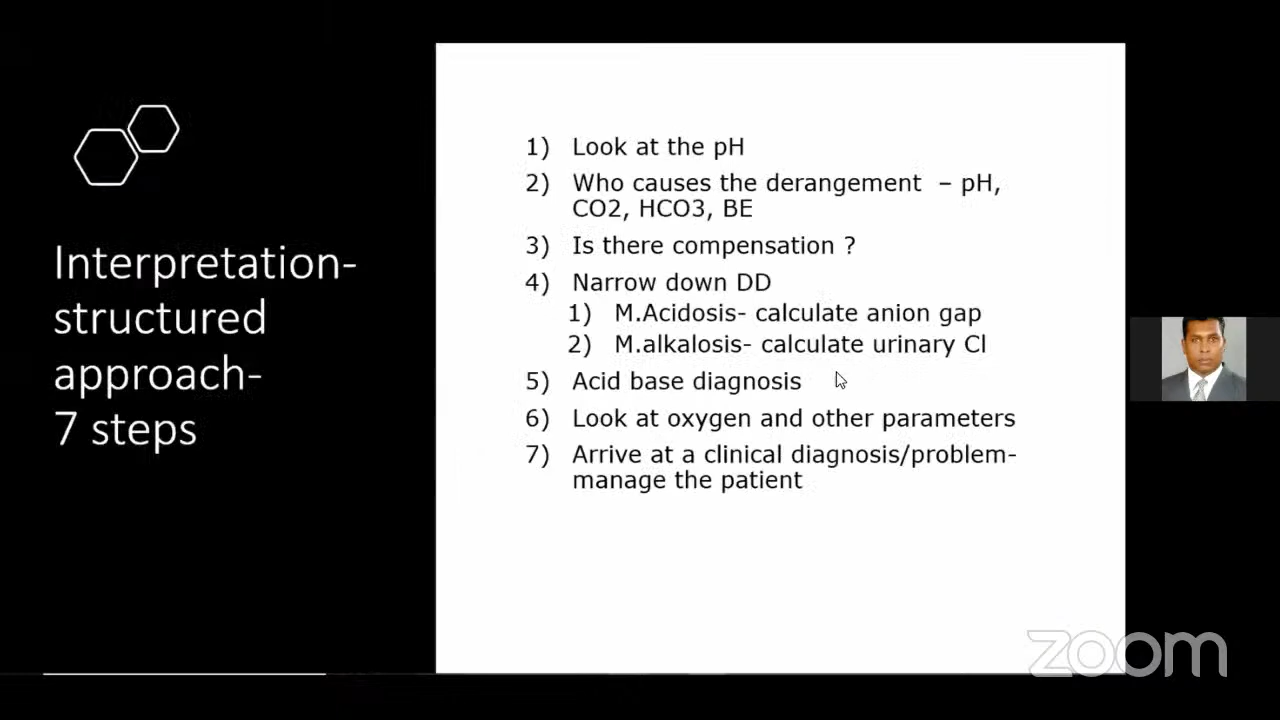 Interpretation-
structured
approach-
7 steps
1) Look at the pH
2) Who causes the derangement – pH,
CO2, HCO3, BE
3) Is there compensation ?
4) Narrow down DD
1) M.Acidosis- calculate anion gap
2) M.alkalosis- calculate urinary Cl
5) Acid base diagnosis
6) Look at oxygen and other parameters
7) Arrive at a clinical diagnosis/problem-
manage the patient
zoom